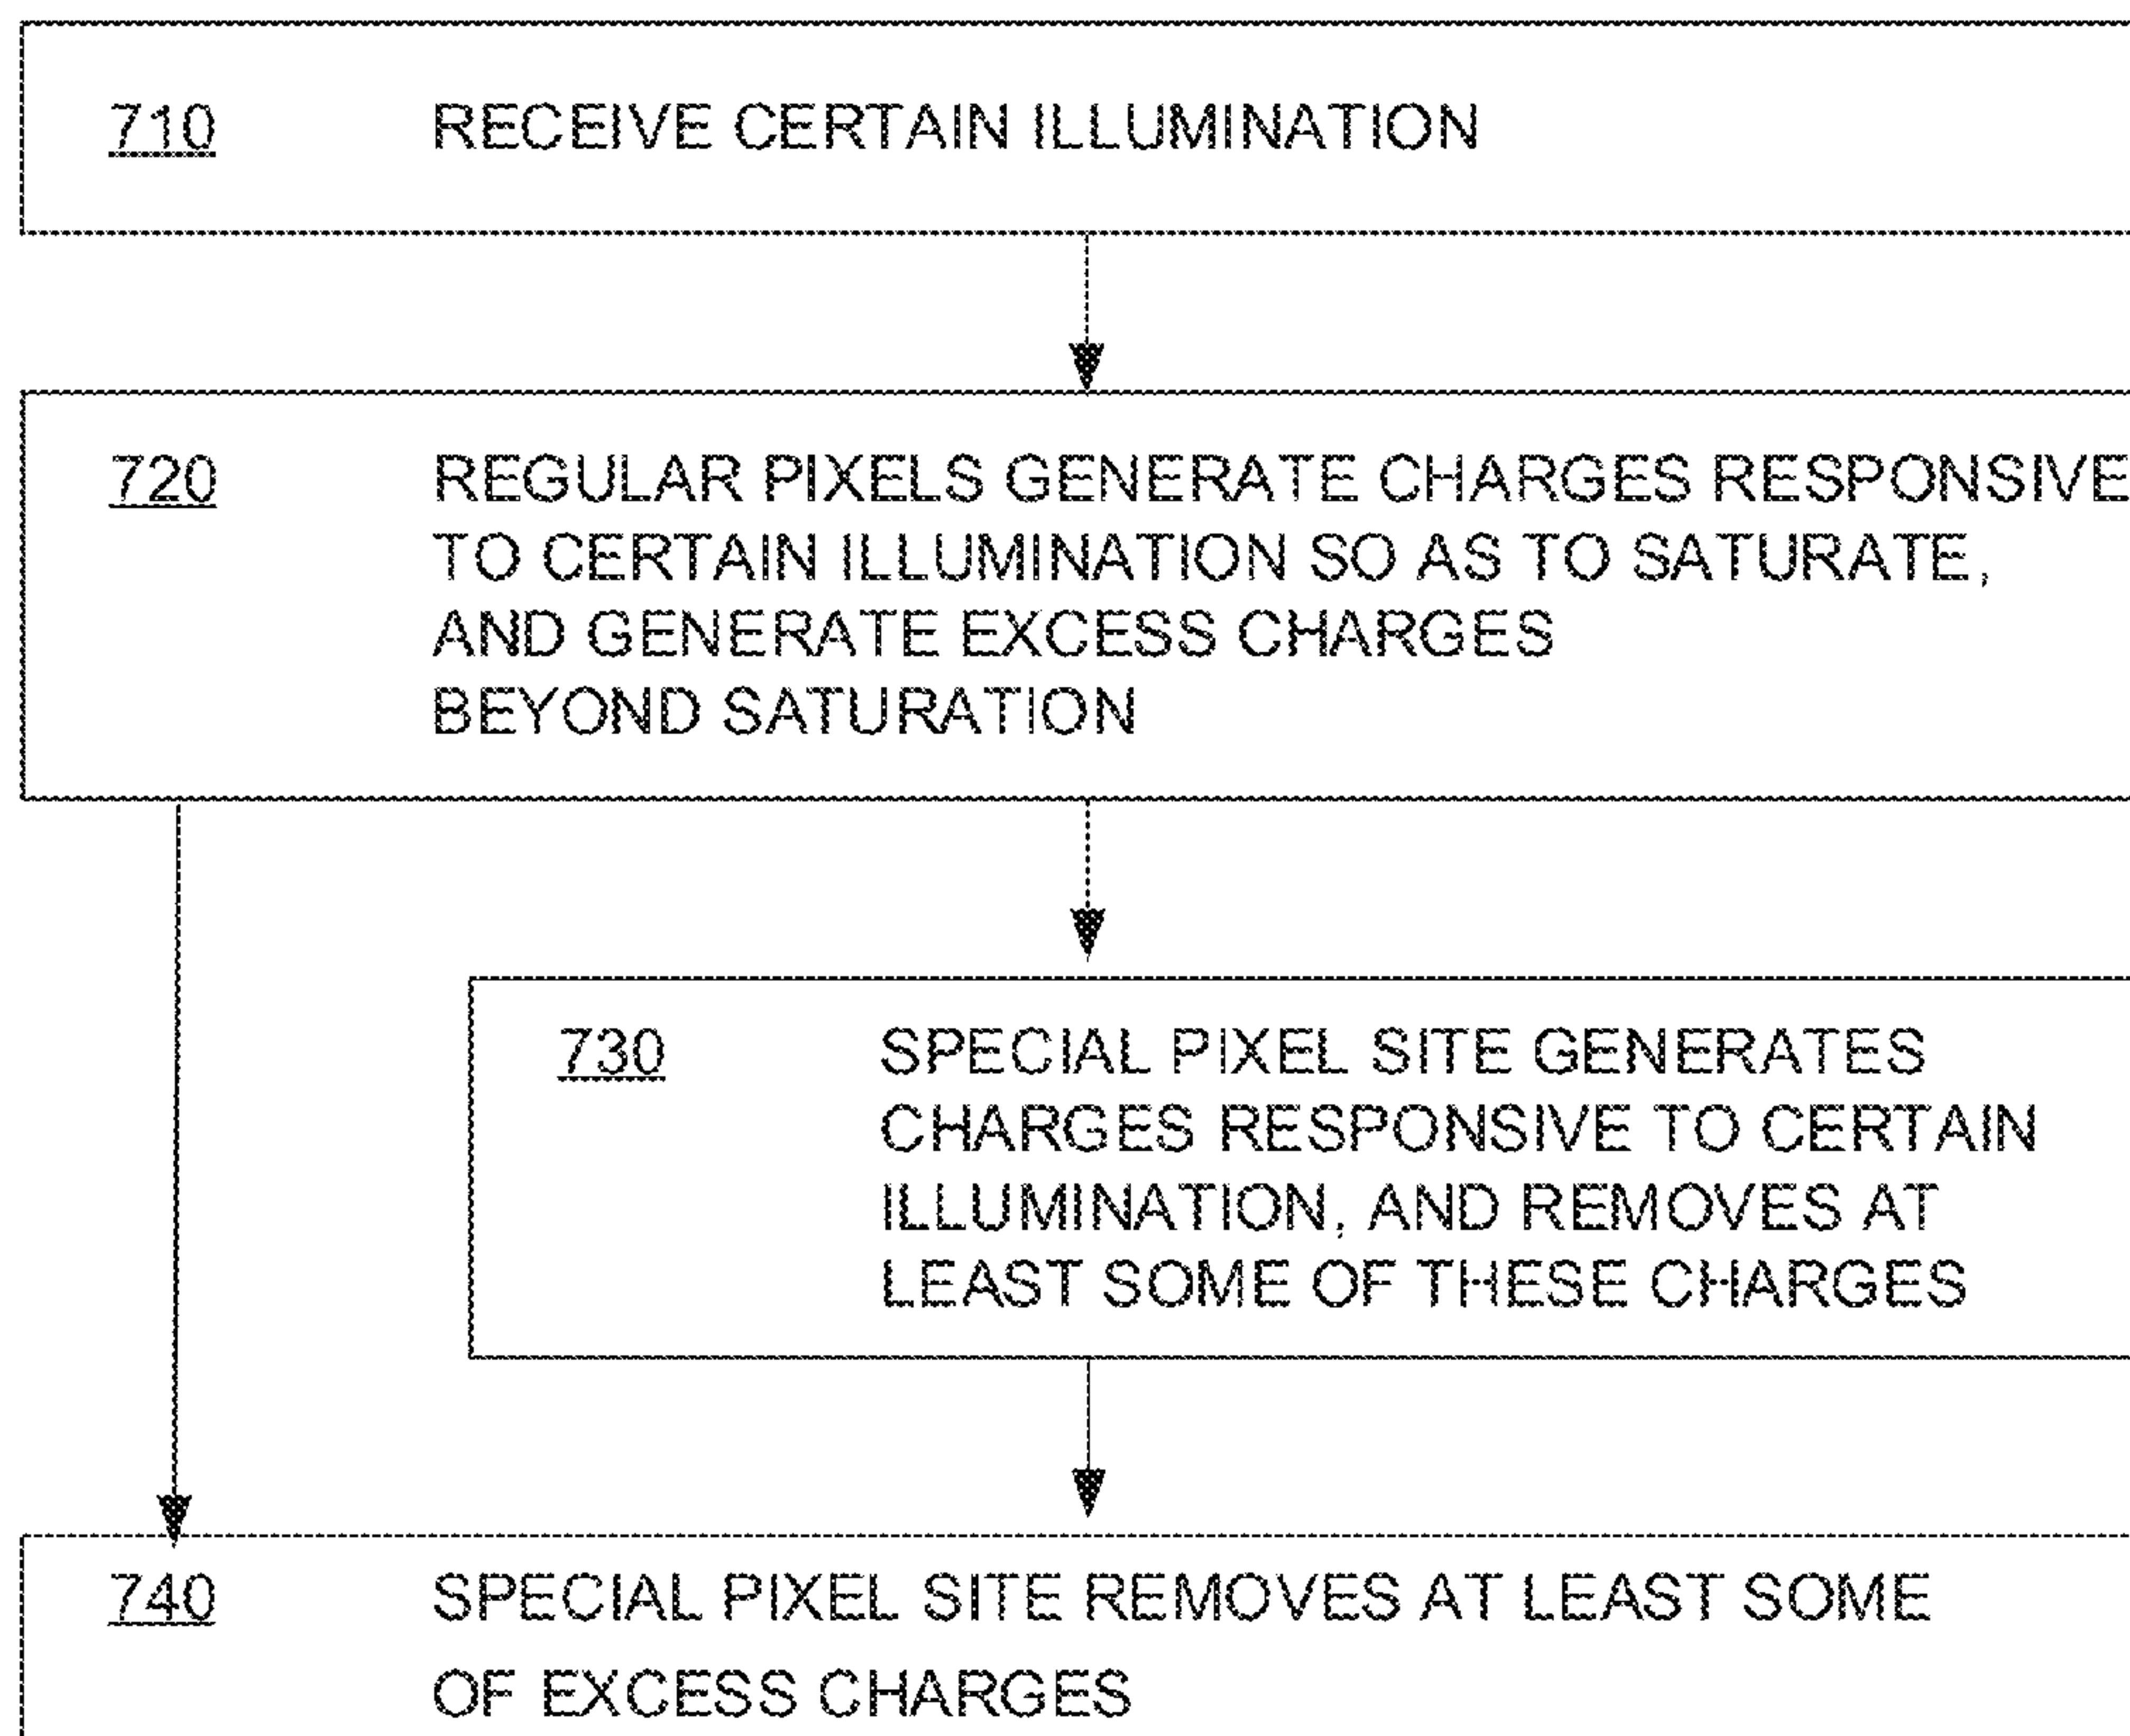 710 RECEIVE CERTAIN ILLUMINATION
720 REGULAR PIXELS GENERATE CHARGES RESPONSIVE
TO CERTAIN ILLUMINATION SO AS TO SATURATE,
AND GENERATE EXCESS CHARGES
BEYOND SATURATION
730 SPECIAL PIXEL SITE GENERATES
CHARGES RESPONSIVE TO CERTAIN
ILLUMINATION, AND REMOVES AT
LEAST SOME OF THESE CHARGES
740 SPECIAL PIXEL SITE REMOVES AT LEAST SOME
OF EXCESS CHARGES